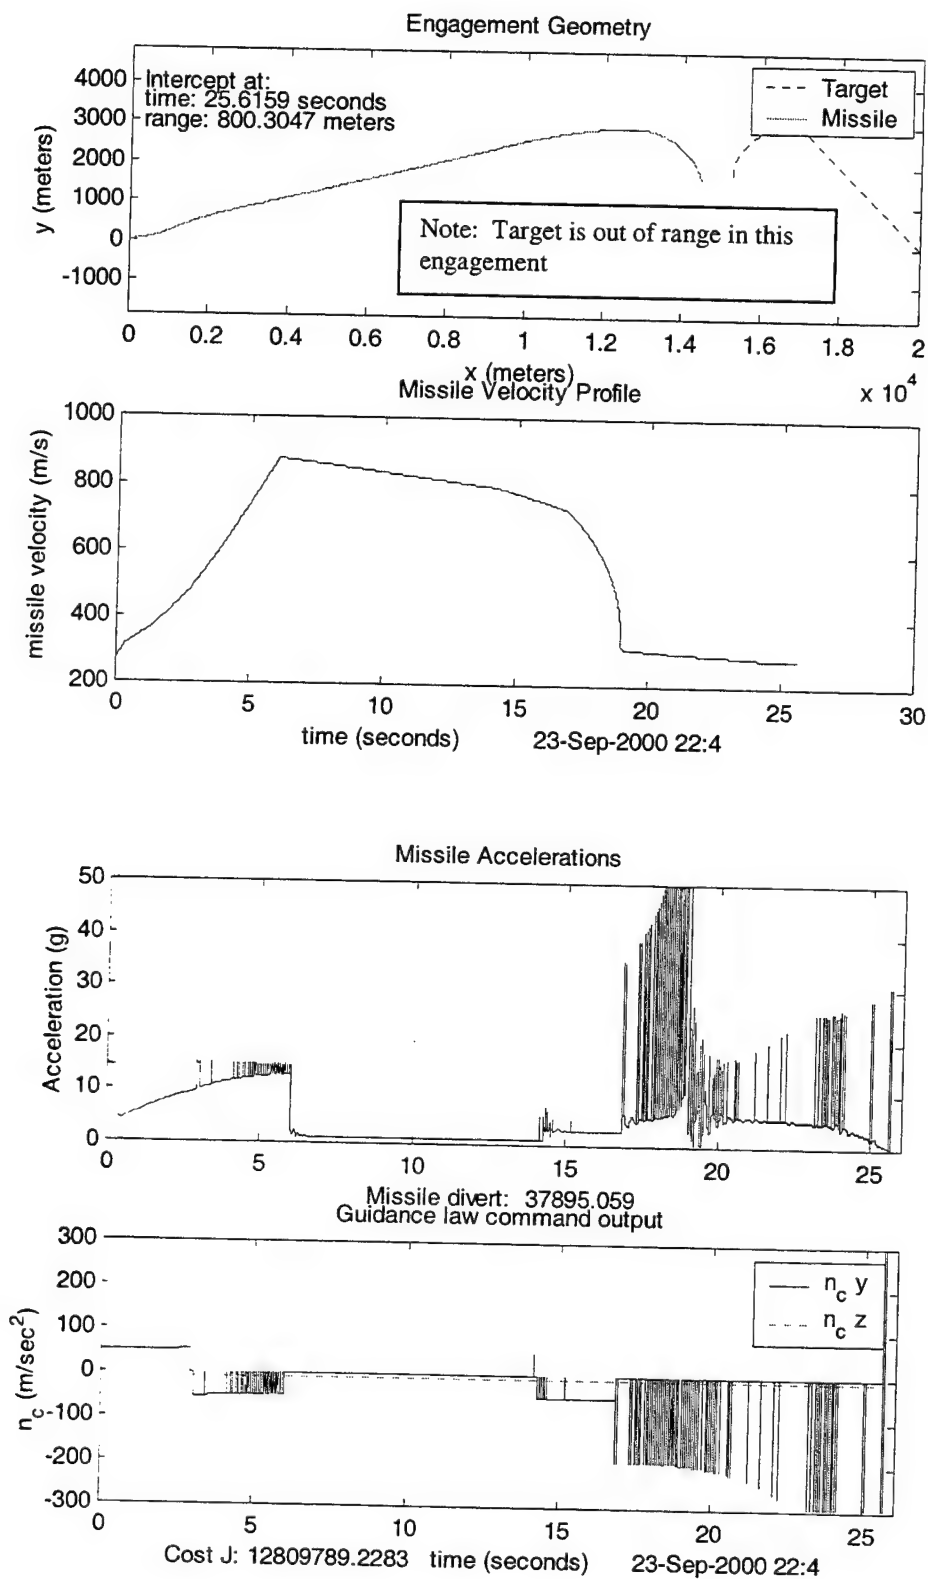 Engagement Geometry
4000
3000
2000
1000
0
-1000
y (meters)
Intercept at:
time: 25.6159 seconds
range: 800.3047 meters
Target
Missile
Note: Target is out of range in this
engagement
0 0.2 0.4 0.6 0.8 1 1.2 1.4 1.6 1.8 2
x (meters)
x 10⁴
Missile Velocity Profile
1000
800
600
400
200
missile velocity (m/s)
0 5 10 15 20 25 30
time (seconds) 23-Sep-2000 22:4
Missile Accelerations
50
40
30
20
10
0
Acceleration (g)
0 5 10 15 20 25
Missile divert: 37895.059
Guidance law command output
300
200
100
0
-100
-200
-300
n_c (m/sec²)
n_c y
n_c z
0 5 10 15 20 25
Cost J: 12809789.2283 time (seconds) 23-Sep-2000 22:4